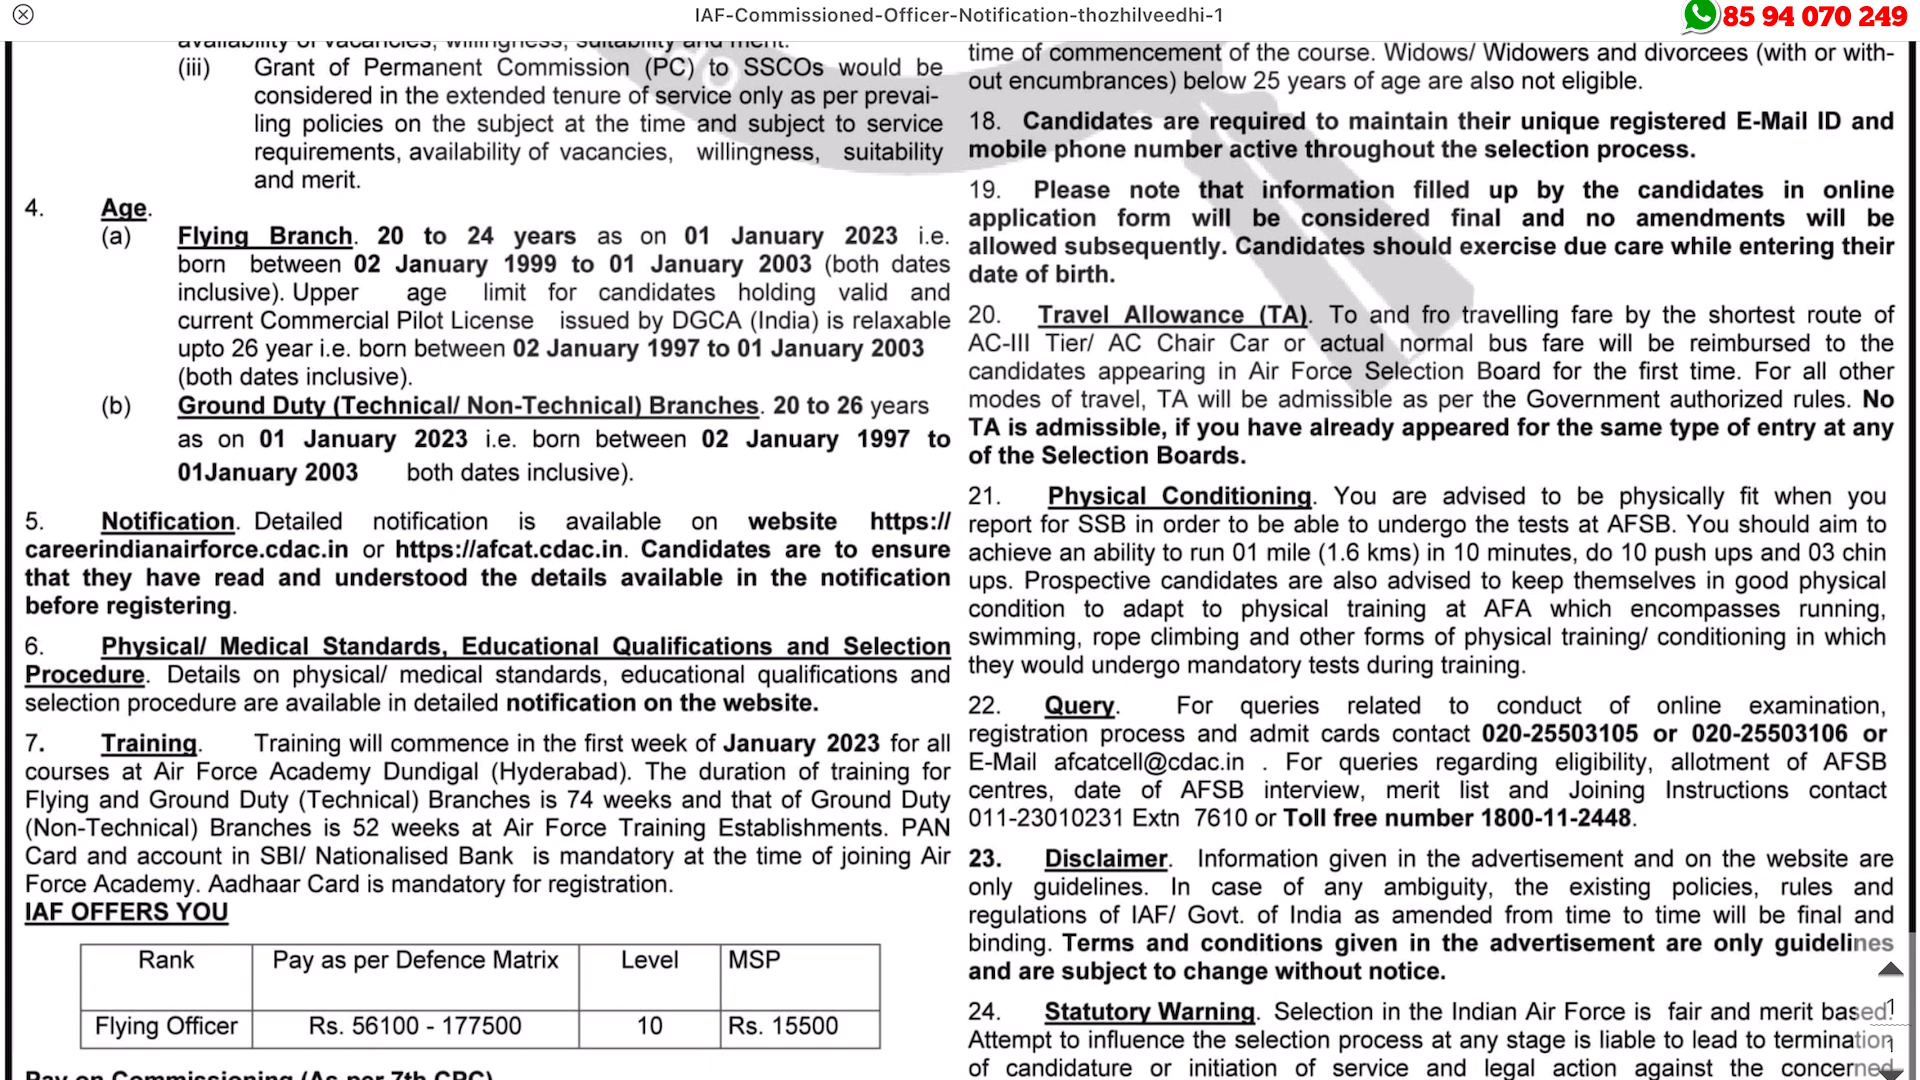 IAF-Commissioned-Officer-Notification-thozhilveedhi-1
85 94 070 249
availability of vacancies, willingness, suitability and merit.
(iii) Grant of Permanent Commission (PC) to SSCOs would be
considered in the extended tenure of service only as per prevai-
ling policies on the subject at the time and subject to service
requirements, availability of vacancies, willingness, suitability
and merit.
4. Age.
(a) Flying Branch. 20 to 24 years as on 01 January 2023 i.e.
born between 02 January 1999 to 01 January 2003 (both dates
inclusive). Upper age limit for candidates holding valid and
current Commercial Pilot License issued by DGCA (India) is relaxable
upto 26 year i.e. born between 02 January 1997 to 01 January 2003
(both dates inclusive).
(b) Ground Duty (Technical/ Non-Technical) Branches. 20 to 26 years
as on 01 January 2023 i.e. born between 02 January 1997 to
01January 2003 both dates inclusive).
5. Notification. Detailed notification is available on website https://
careerindianairforce.cdac.in or https://afcat.cdac.in. Candidates are to ensure
that they have read and understood the details available in the notification
before registering.
6. Physical/ Medical Standards, Educational Qualifications and Selection
Procedure. Details on physical/ medical standards, educational qualifications and
selection procedure are available in detailed notification on the website.
7. Training. Training will commence in the first week of January 2023 for all
courses at Air Force Academy Dundigal (Hyderabad). The duration of training for
Flying and Ground Duty (Technical) Branches is 74 weeks and that of Ground Duty
(Non-Technical) Branches is 52 weeks at Air Force Training Establishments. PAN
Card and account in SBI/ Nationalised Bank is mandatory at the time of joining Air
Force Academy. Aadhaar Card is mandatory for registration.
IAF OFFERS YOU
Rank Pay as per Defence Matrix Level MSP
Flying Officer Rs. 56100 - 177500 10 Rs. 15500
Pay on Commissioning (As per 7th CPC)
time of commencement of the course. Widows/ Widowers and divorcees (with or with-
out encumbrances) below 25 years of age are also not eligible.
18. Candidates are required to maintain their unique registered E-Mail ID and
mobile phone number active throughout the selection process.
19. Please note that information filled up by the candidates in online
application form will be considered final and no amendments will be
allowed subsequently. Candidates should exercise due care while entering their
date of birth.
20. Travel Allowance (TA). To and fro travelling fare by the shortest route of
AC-III Tier/ AC Chair Car or actual normal bus fare will be reimbursed to the
candidates appearing in Air Force Selection Board for the first time. For all other
modes of travel, TA will be admissible as per the Government authorized rules. No
TA is admissible, if you have already appeared for the same type of entry at any
of the Selection Boards.
21. Physical Conditioning. You are advised to be physically fit when you
report for SSB in order to be able to undergo the tests at AFSB. You should aim to
achieve an ability to run 01 mile (1.6 kms) in 10 minutes, do 10 push ups and 03 chin
ups. Prospective candidates are also advised to keep themselves in good physical
condition to adapt to physical training at AFA which encompasses running,
swimming, rope climbing and other forms of physical training/ conditioning in which
they would undergo mandatory tests during training.
22. Query. For queries related to conduct of online examination,
registration process and admit cards contact 020-25503105 or 020-25503106 or
E-Mail afcatcell@cdac.in . For queries regarding eligibility, allotment of AFSB
centres, date of AFSB interview, merit list and Joining Instructions contact
011-23010231 Extn 7610 or Toll free number 1800-11-2448.
23. Disclaimer. Information given in the advertisement and on the website are
only guidelines. In case of any ambiguity, the existing policies, rules and
regulations of IAF/ Govt. of India as amended from time to time will be final and
binding. Terms and conditions given in the advertisement are only guidelines
and are subject to change without notice.
24. Statutory Warning. Selection in the Indian Air Force is fair and merit based.
Attempt to influence the selection process at any stage is liable to lead to termination
of candidature or initiation of service and legal action against the concerned
1
1